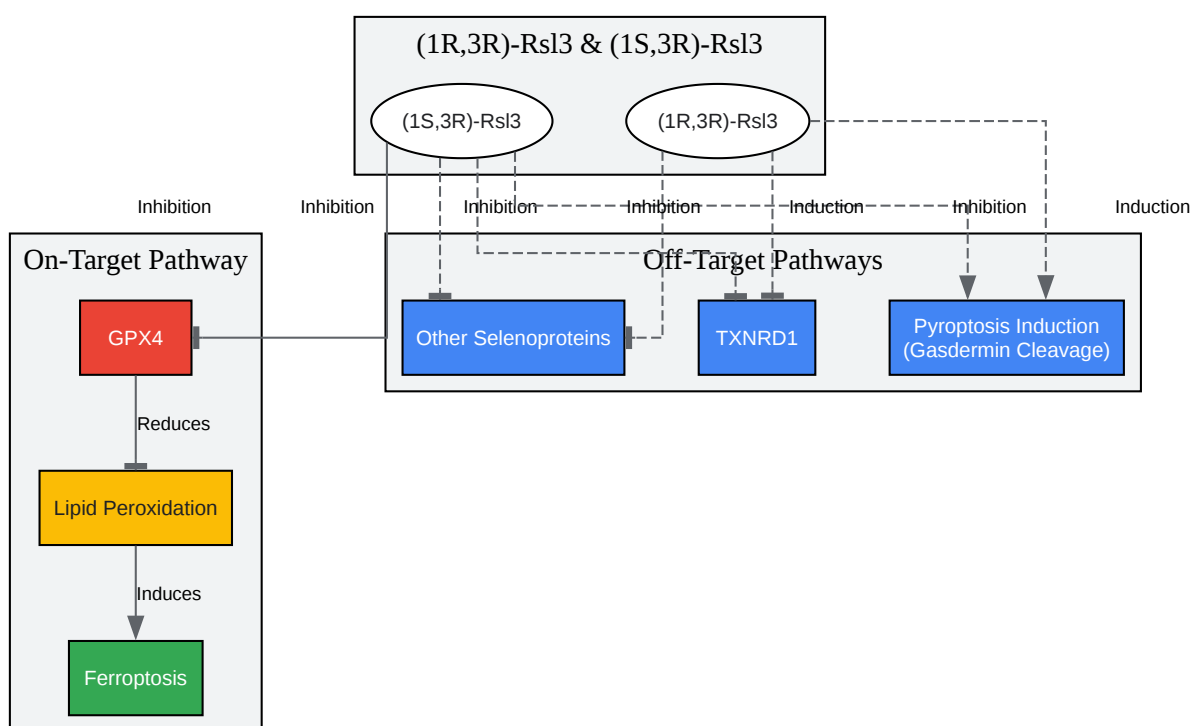 (1R,3R)-Rsl3 & (1S,3R)-Rsl3
(1S,3R)-Rsl3
(1R,3R)-Rsl3
Inhibition
Inhibition
Inhibition
Inhibition
Induction
Inhibition
Induction
On-Target Pathway
Off-Target Pathways
GPX4
Other Selenoproteins
TXNRD1
Pyroptosis Induction
(Gasdermin Cleavage)
Reduces
Lipid Peroxidation
Induces
Ferroptosis